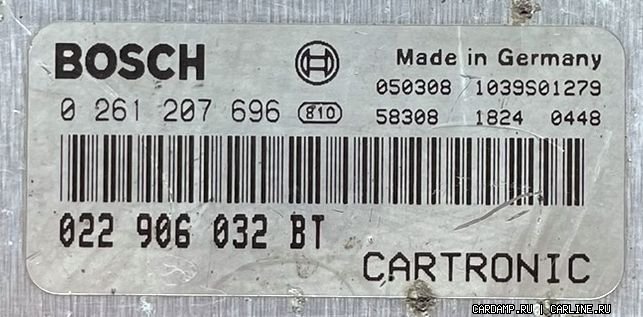 BOSCH
Made in Germany
050308 1039S01279
0 261 207 696 810
58308 1824 0448
022 906 032 BT
CARTRONIC
CARDAMP.RU | CARLINE.RU